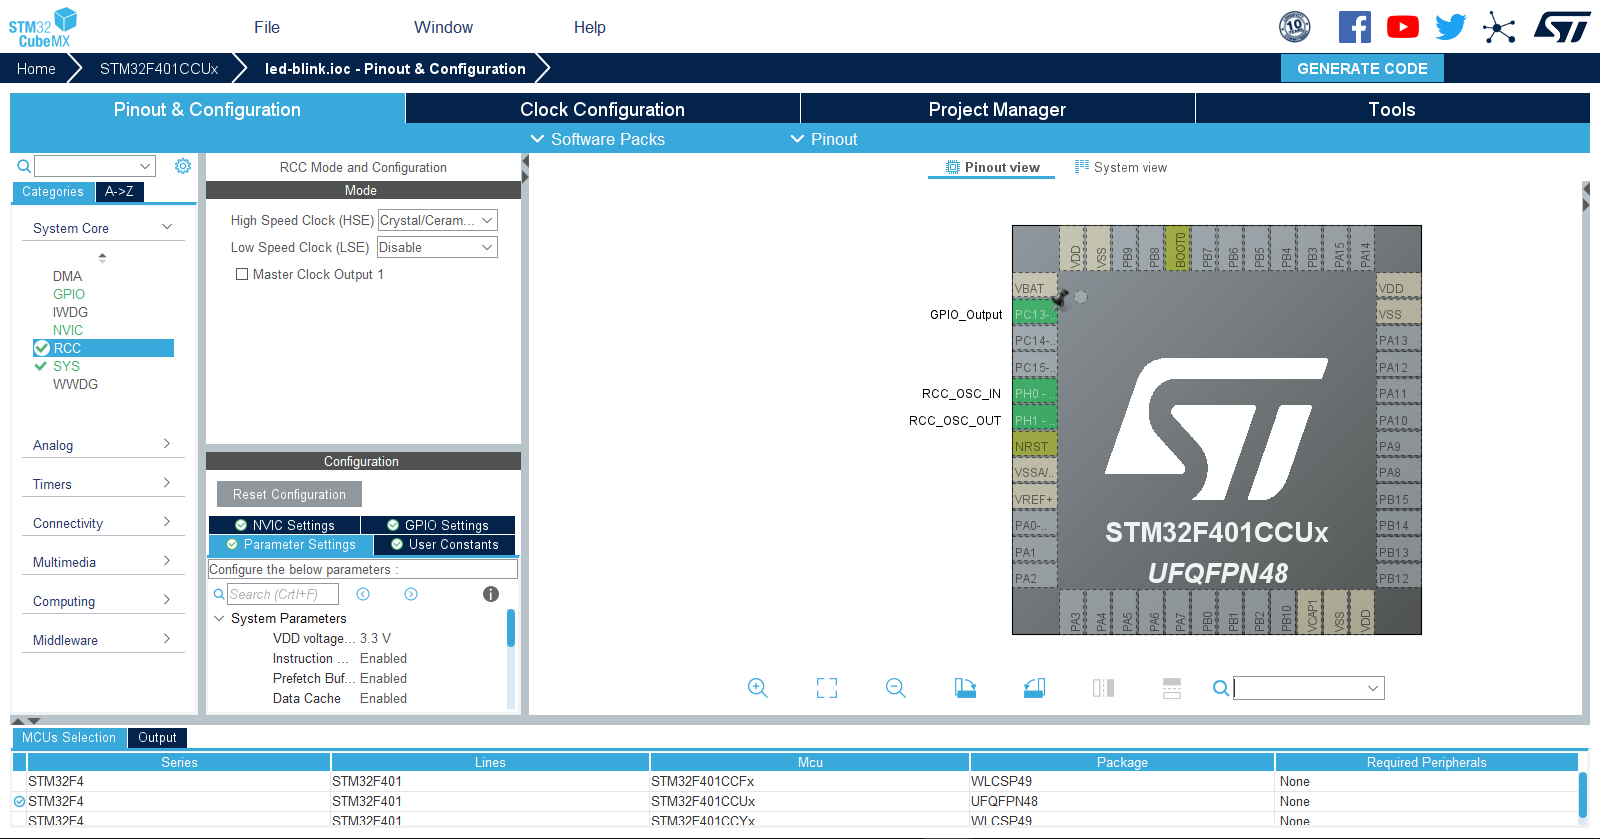 STM32
CubeMX
File
Window
Help
10
ST
Home
STM32F401CCUx
led-blink.ioc - Pinout & Configuration
GENERATE CODE
Pinout & Configuration
Clock Configuration
Project Manager
Tools
Software Packs
Pinout
Categories
A->Z
System Core
DMA
GPIO
IWDG
NVIC
RCC
SYS
WWDG
Analog
Timers
Connectivity
Multimedia
Computing
Middleware
RCC Mode and Configuration
Mode
High Speed Clock (HSE) Crystal/Ceram...
Low Speed Clock (LSE) Disable
Master Clock Output 1
Configuration
Reset Configuration
NVIC Settings
GPIO Settings
Parameter Settings
User Constants
Configure the below parameters :
Search (Crtl+F)
System Parameters
VDD voltage... 3.3 V
Instruction ... Enabled
Prefetch Buf... Enabled
Data Cache Enabled
Pinout view
System view
VDD
VSS
PB9
PB8
BOOT0
PB7
PB6
PB5
PB4
PB3
PA15
PA14
VBAT
GPIO_Output PC13-..
PC14-..
PC15-..
RCC_OSC_IN PH0 - ..
RCC_OSC_OUT PH1 - ..
NRST
VSSA/..
VREF+
PA0-..
PA1
PA2
VDD
VSS
PA13
PA12
PA11
PA10
PA9
PA8
PB15
PB14
PB13
PB12
ST
STM32F401CCUx
UFQFPN48
PA3
PA4
PA5
PA6
PA7
PB0
PB1
PB2
PB10
VCAP1
VSS
VDD
MCUs Selection
Output
Series Lines Mcu Package Required Peripherals
STM32F4 STM32F401 STM32F401CCFx WLCSP49 None
STM32F4 STM32F401 STM32F401CCUx UFQFPN48 None
STM32F4 STM32F401 STM32F401CCYx WLCSP49 None